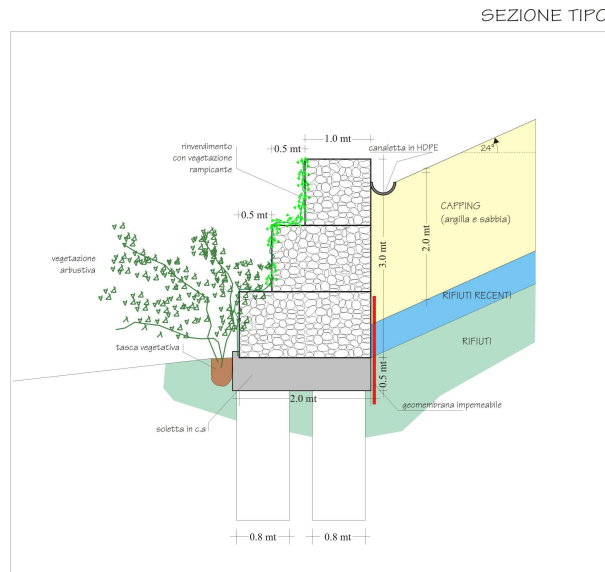 SEZIONE TIPO
1.0 mt
0.5 mt
canaletta in HDPE
24°
rinverdimento
con vegetazione
rampicante
CAPPING
(argilla e sabbia)
2.0 mt
0.5 mt
3.0 mt
vegetazione
arbustiva
RIFIUTI RECENTI
RIFIUTI
tasca vegetativa
0.5 mt
2.0 mt
geomembrana impemeabile
soletta in c.a
0.8 mt
0.8 mt